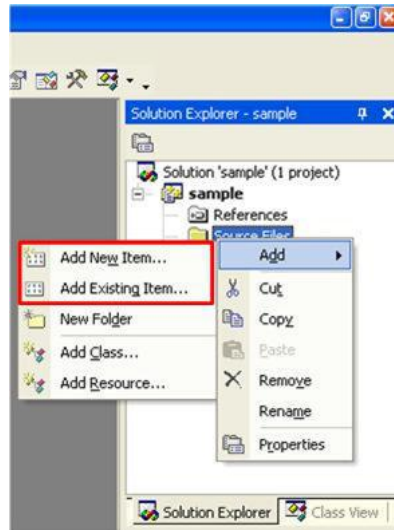 Solution Explorer - sample
Solution 'sample' (1 project)
sample
References
Source Files
Add
Cut
Copy
Paste
Remove
Rename
Properties
Add New Item...
Add Existing Item...
New Folder
Add Class...
Add Resource...
Solution Explorer
Class View